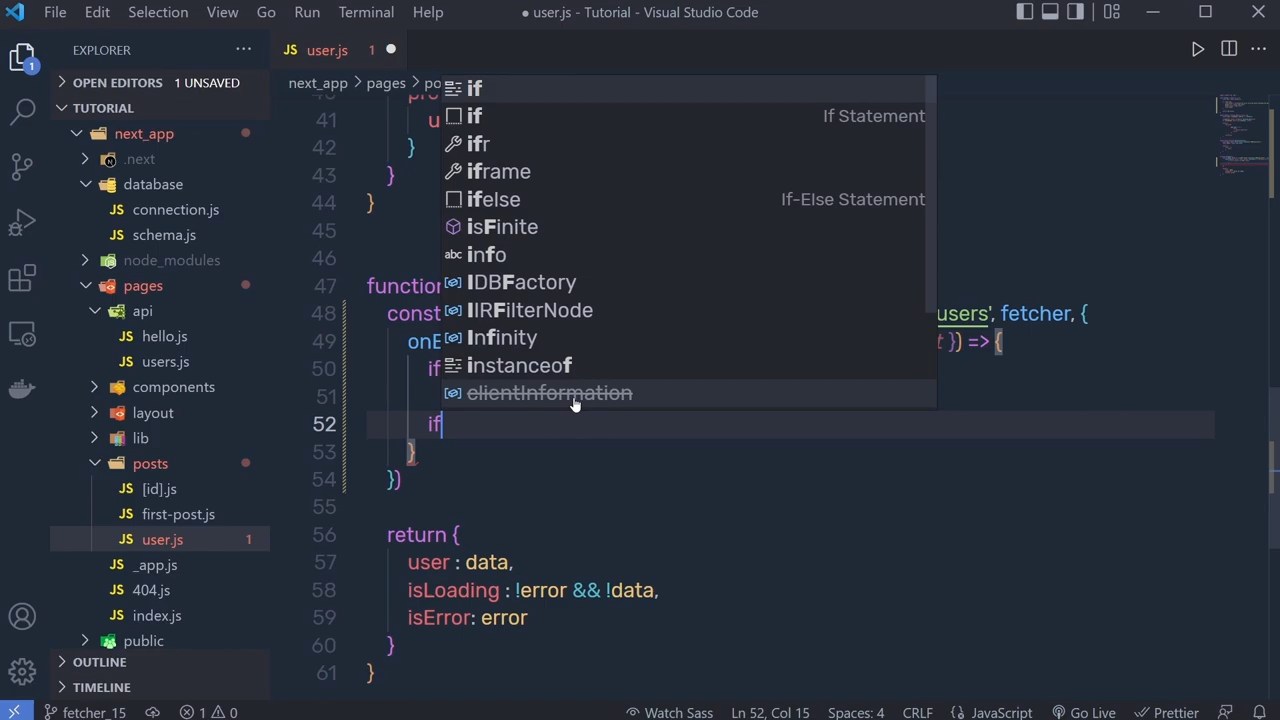 File Edit Selection View Go Run Terminal Help
● user.js - Tutorial - Visual Studio Code
EXPLORER
JS user.js 1
OPEN EDITORS 1 UNSAVED
next_app > pages > po
TUTORIAL
next_app
N .next
database
JS connection.js
JS schema.js
node_modules
pages
api
JS hello.js
JS users.js
components
layout
lib
posts
JS [id].js
JS first-post.js
JS user.js 1
JS _app.js
JS 404.js
JS index.js
public
OUTLINE
TIMELINE
1
41 u
42 }
43 }
44 }
45
46
47 function
48 const users', fetcher, {
49 onE }) => {
50 if
51
52 if
53 }
54 })
55
56 return {
57 user : data,
58 isLoading : !error && !data,
59 isError: error
60 }
61 }
if
if If Statement
ifr
iframe
ifelse If-Else Statement
isFinite
abc info
IDBFactory
IIRFilterNode
Infinity
instanceof
clientInformation
fetcher_15 1 0 Watch Sass Ln 52, Col 15 Spaces: 4 CRLF {} JavaScript Go Live Prettier